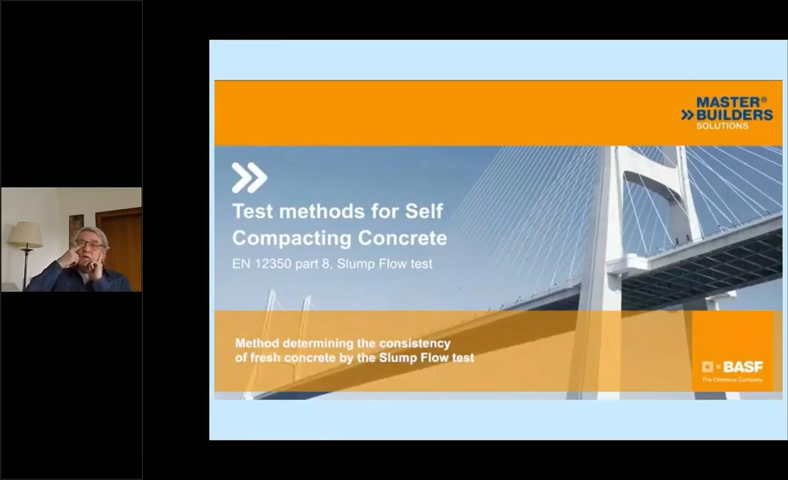 MASTER®
BUILDERS
SOLUTIONS
Test methods for Self
Compacting Concrete
EN 12350 part 8, Slump Flow test
Method determining the consistency
of fresh concrete by the Slump Flow test
BASF
The Chemical Company